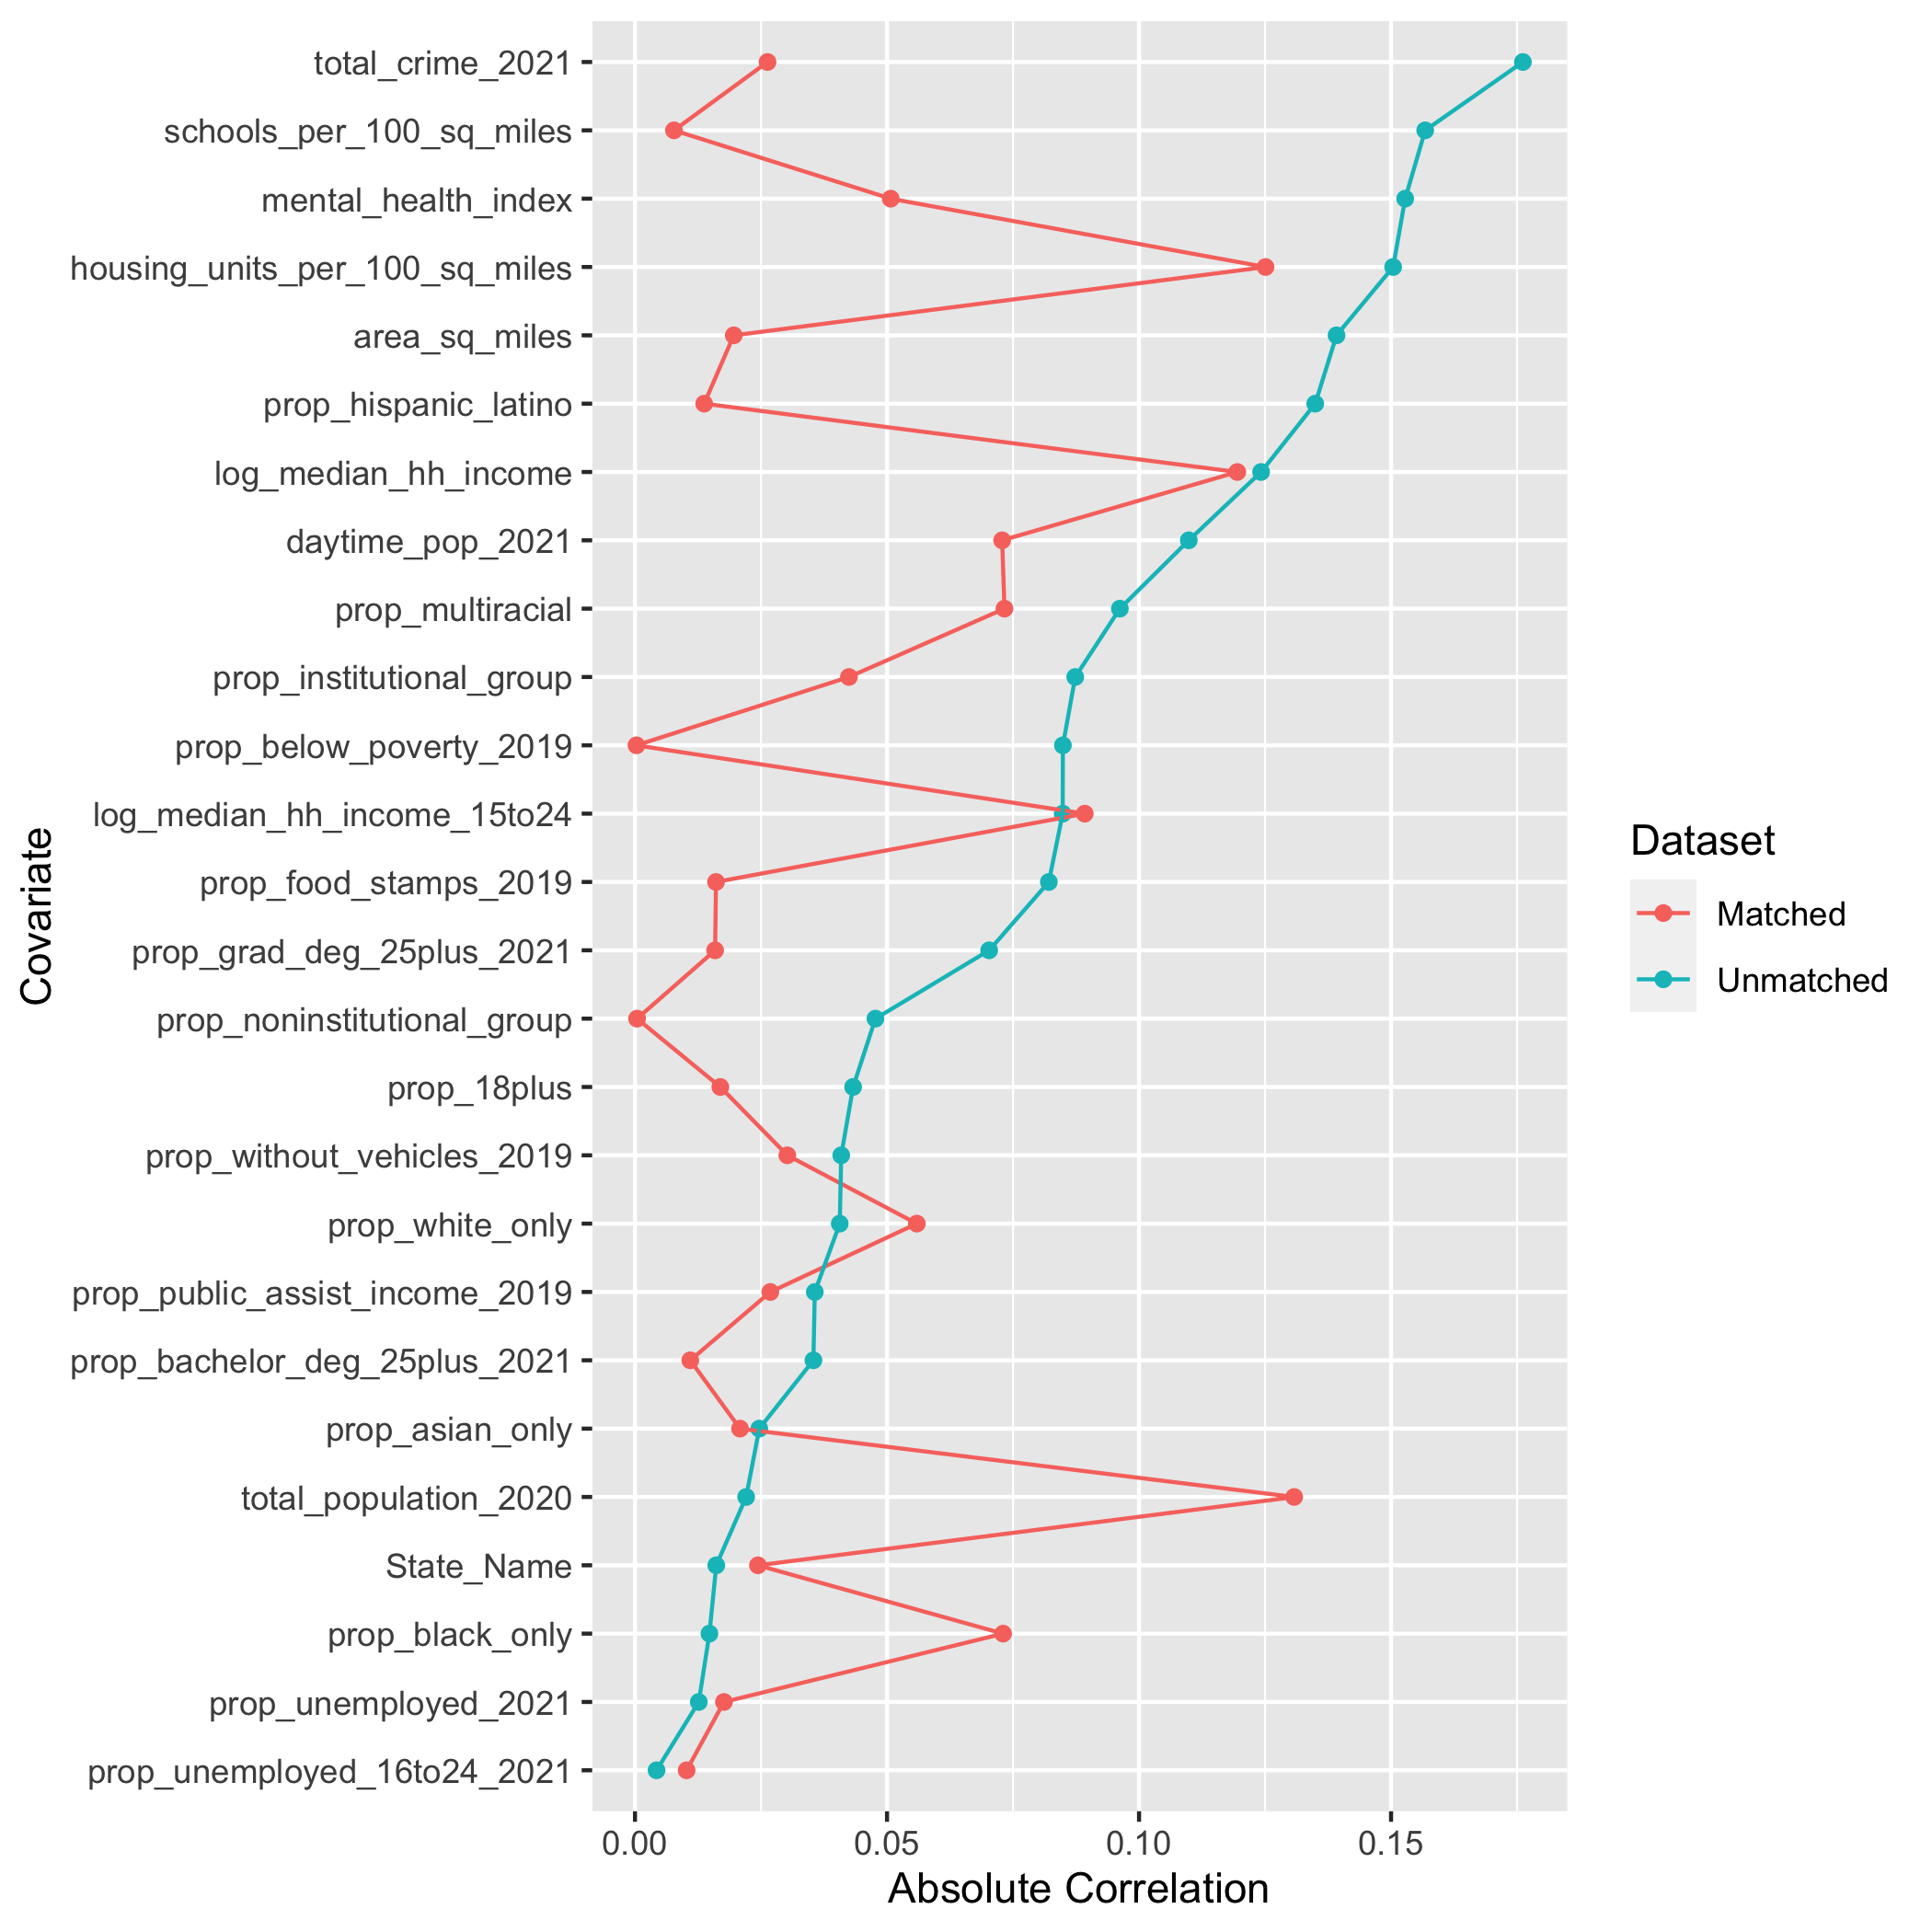 total_crime_2021
schools_per_100_sq_miles
mental_health_index
housing_units_per_100_sq_miles
area_sq_miles
prop_hispanic_latino
log_median_hh_income
daytime_pop_2021
prop_multiracial
prop_institutional_group
prop_below_poverty_2019
log_median_hh_income_15to24
prop_food_stamps_2019
prop_grad_deg_25plus_2021
prop_noninstitutional_group
prop_18plus
prop_without_vehicles_2019
prop_white_only
prop_public_assist_income_2019
prop_bachelor_deg_25plus_2021
prop_asian_only
total_population_2020
State_Name
prop_black_only
prop_unemployed_2021
prop_unemployed_16to24_2021
Covariate
0.00 0.05 0.10 0.15
Absolute Correlation
Dataset
Matched
Unmatched